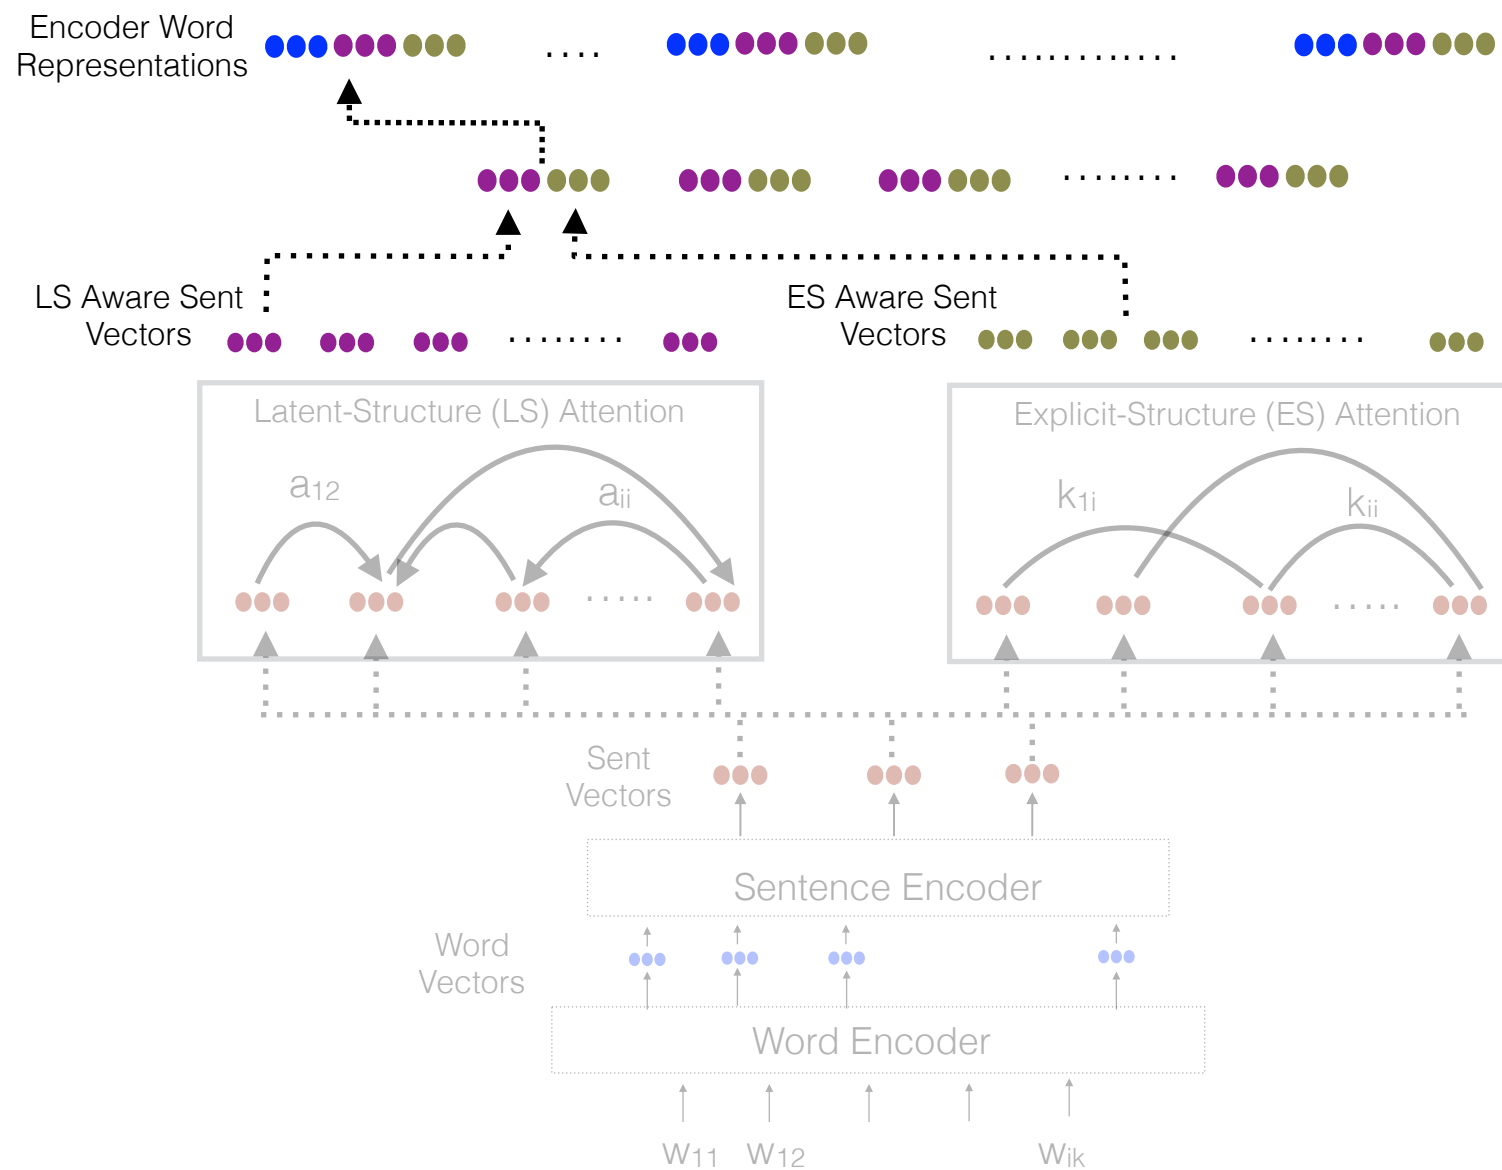 Encoder Word
Representations
LS Aware Sent
Vectors
ES Aware Sent
Vectors
Latent-Structure (LS) Attention
Explicit-Structure (ES) Attention
a12
aii
k1i
kii
Sent
Vectors
Sentence Encoder
Word
Vectors
Word Encoder
w11 w12 wik